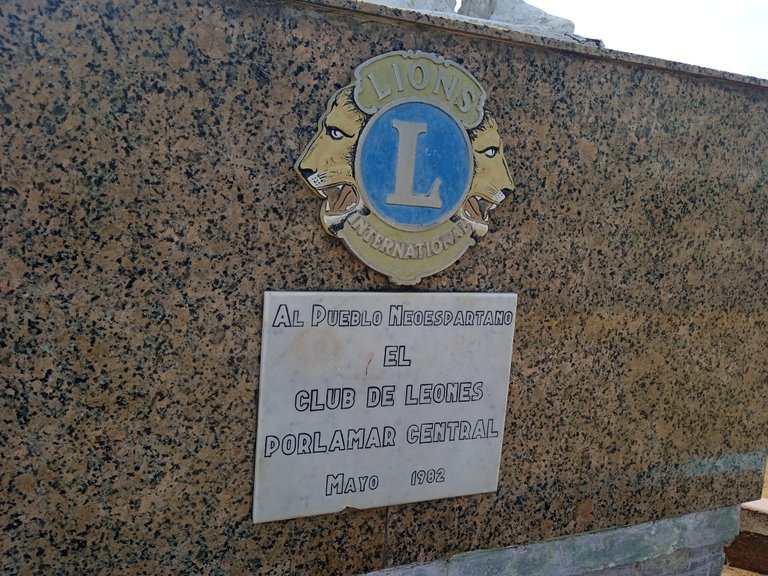 LIONS
L
INTERNATIONAL
AL PUEBLO NEOESPARTANO
EL
CLUB DE LEONES
PORLAMAR CENTRAL
MAYO 1982